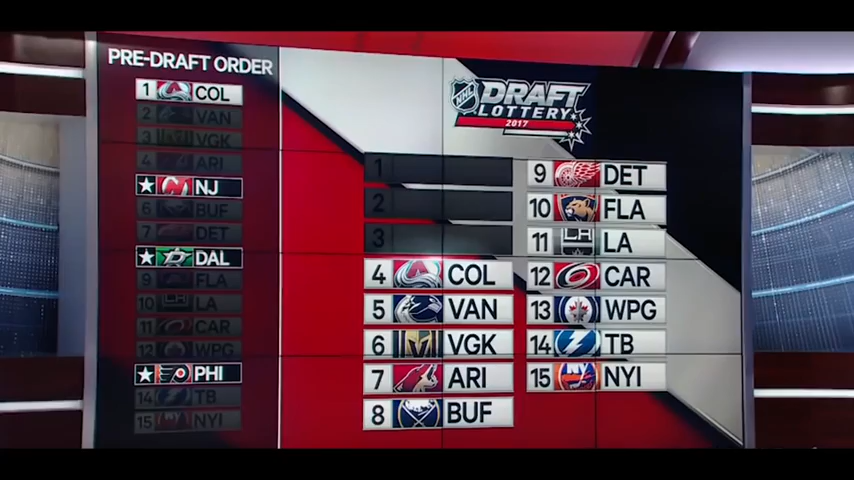 PRE-DRAFT ORDER
1 COL
2 VAN
3 VGK
4 ARI
★ NJ
6 BUF
7 DET
★ DAL
9 FLA
10 LA
11 CAR
12 WPG
★ PHI
14 TB
15 NYI
NHL
DRAFT
LOTTERY
2017
1
2
3
4 COL
5 VAN
6 VGK
7 ARI
8 BUF
9 DET
10 FLA
11 LA
12 CAR
13 WPG
14 TB
15 NYI